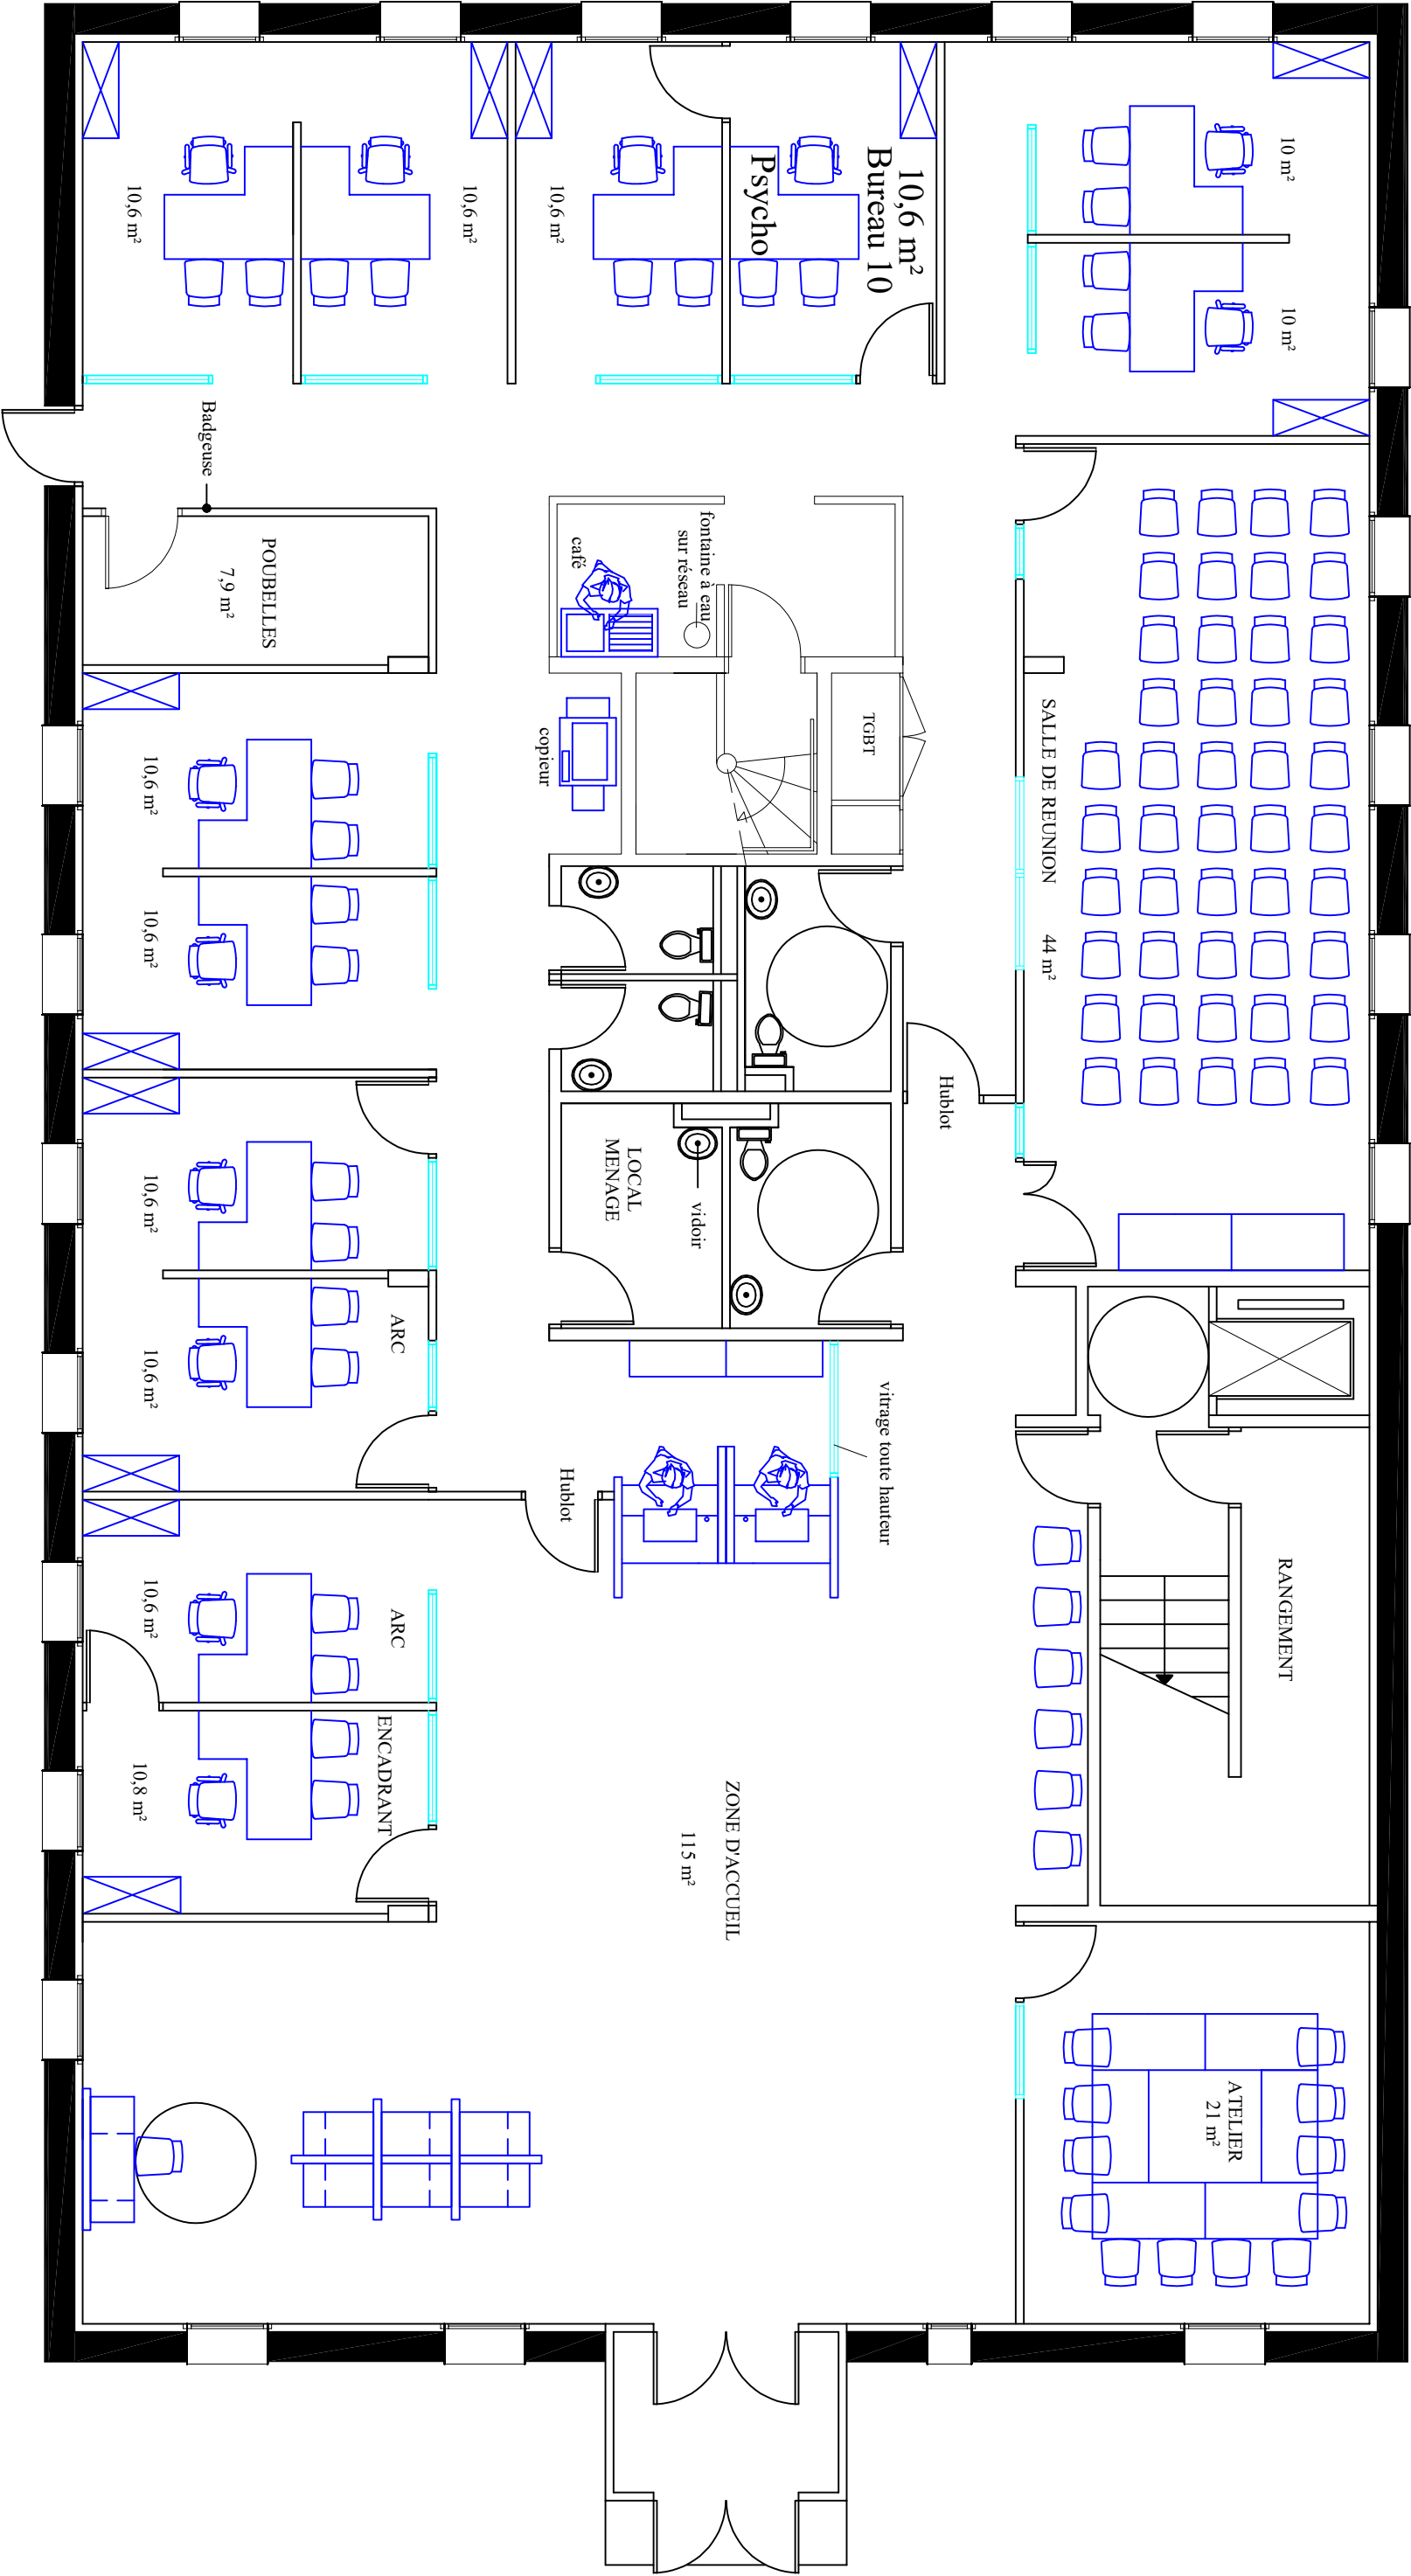 10 m²
10 m²
10,6 m²
Bureau 10
Psycho
10,6 m²
10,6 m²
10,6 m²
Badgeuse
POUBELLES
7,9 m²
fontaine à eau
sur réseau
café
copieur
TGBT
SALLE DE REUNION
44 m²
10,6 m²
10,6 m²
Hublot
LOCAL
MENAGE
vidoir
10,6 m²
ARC
10,6 m²
vitrage toute hauteur
Hublot
RANGEMENT
ARC
10,6 m²
ENCADRANT
10,8 m²
ZONE D'ACCUEIL
115 m²
ATELIER
21 m²